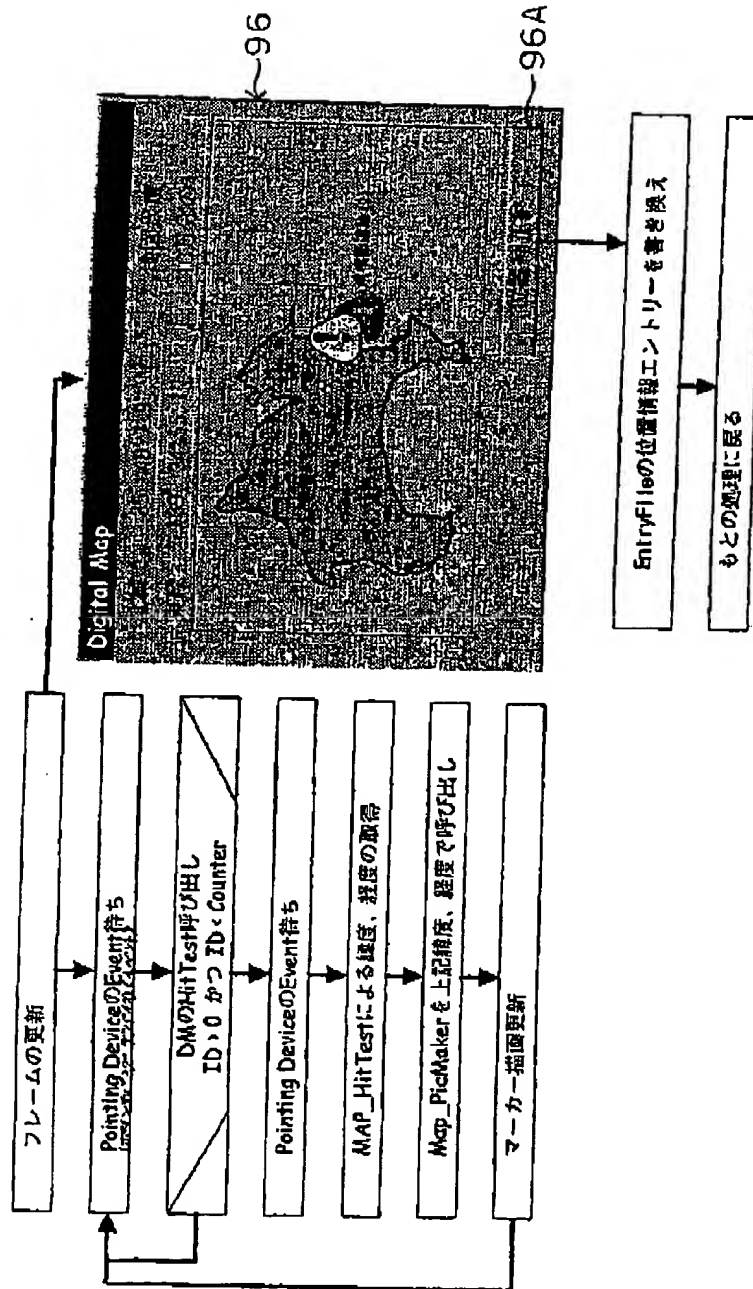 フレームの更新
Pointing DeviceのEvent待ち
DMのHitTest呼び出し
ID > 0 かつ ID < Counter
Pointing DeviceのEvent待ち
MAP_HitTestによる緯度、経度の取得
Map_PicMakerを上記緯度、経度で呼び出し
マーカー描画更新
Digital Map
96
96A
EntryFileの位置情報エントリーを書き換え
もとの処理に戻る